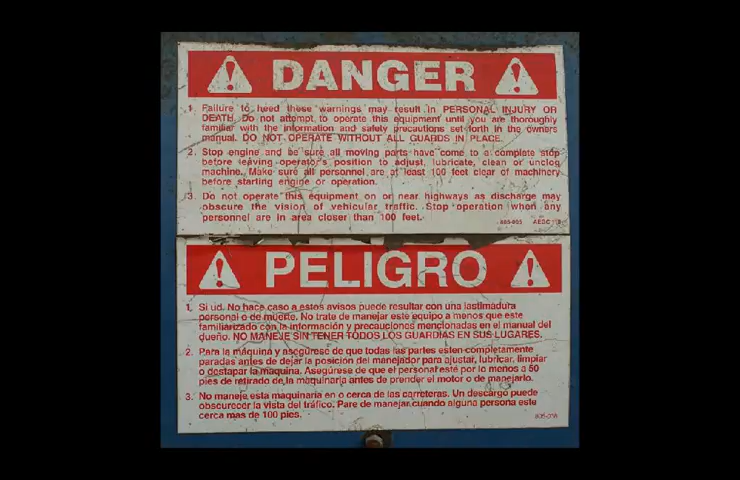 DANGER
1. Failure to heed these warnings may result in PERSONAL INJURY OR
DEATH. Do not attempt to operate this equipment until you are thoroughly
familiar with the information and safety precautions set forth in the owners
manual. DO NOT OPERATE WITHOUT ALL GUARDS IN PLACE.
2. Stop engine and be sure all moving parts have come to a complete stop
before leaving operator's position to adjust, lubricate, clean or unclog
machine. Make sure all personnel are at least 100 feet clear of machinery
before starting engine or operation.
3. Do not operate this equipment on or near highways as discharge may
obscure the vision of vehicular traffic. Stop operation when any
personnel are in area closer than 100 feet.
PELIGRO
1. Si ud. No hace caso a estos avisos puede resultar con una lastimadura
personal o de muerte. No trate de manejar este equipo a menos que este
familiarizado con la información y precauciones mencionadas en el manual del
dueño. NO MANEJE SIN TENER TODOS LOS GUARDIAS EN SUS LUGARES.
2. Para la máquina y asegúrese de que todas las partes esten completamente
paradas antes de dejar la posición del manejador para ajustar, lubricar, limpiar
o destapar la maquina. Asegúrese de que el personal esté por lo menos a 50
pies de retirado de la maquinaria antes de prender el motor o de manejarlo.
3. No maneje esta maquinaria en o cerca de las carreteras. Un descargo puede
obscurecer la vista del tráfico. Pare de manejar cuando alguna persona este
cerca mas de 100 pies.